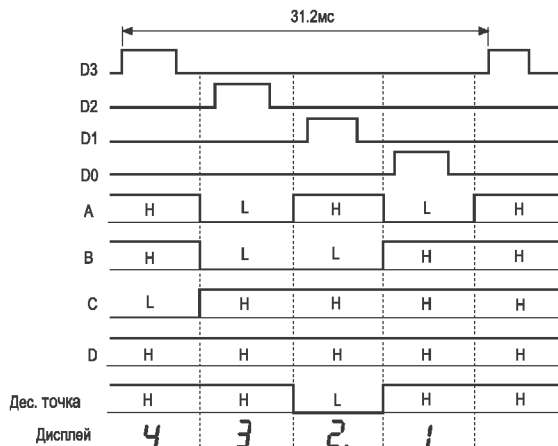 31.2мс
D3
D2
D1
D0
A H L H L H
B H L L H H
C L H H H H
D H H H H H
Дес. точка H H L H H
Дисплей 4 3 2. 1